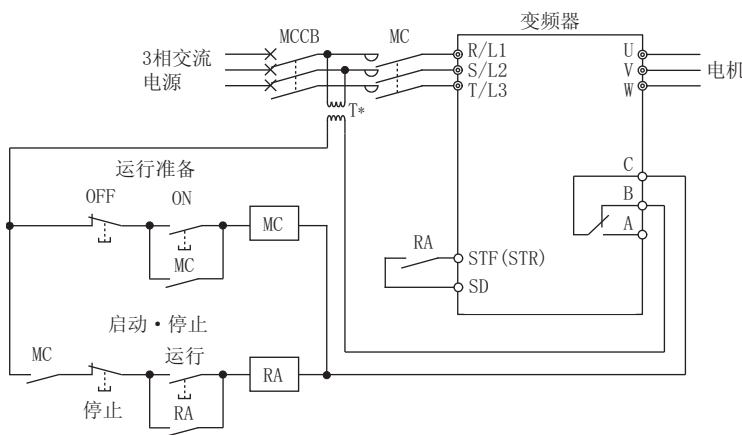 变频器
MCCB
MC
3相交流
电源
R/L1
S/L2
T/L3
U
V
W
电机
T*
运行准备
OFF
ON
MC
MC
C
B
A
RA
STF(STR)
SD
启动・停止
MC
运行
RA
停止
RA